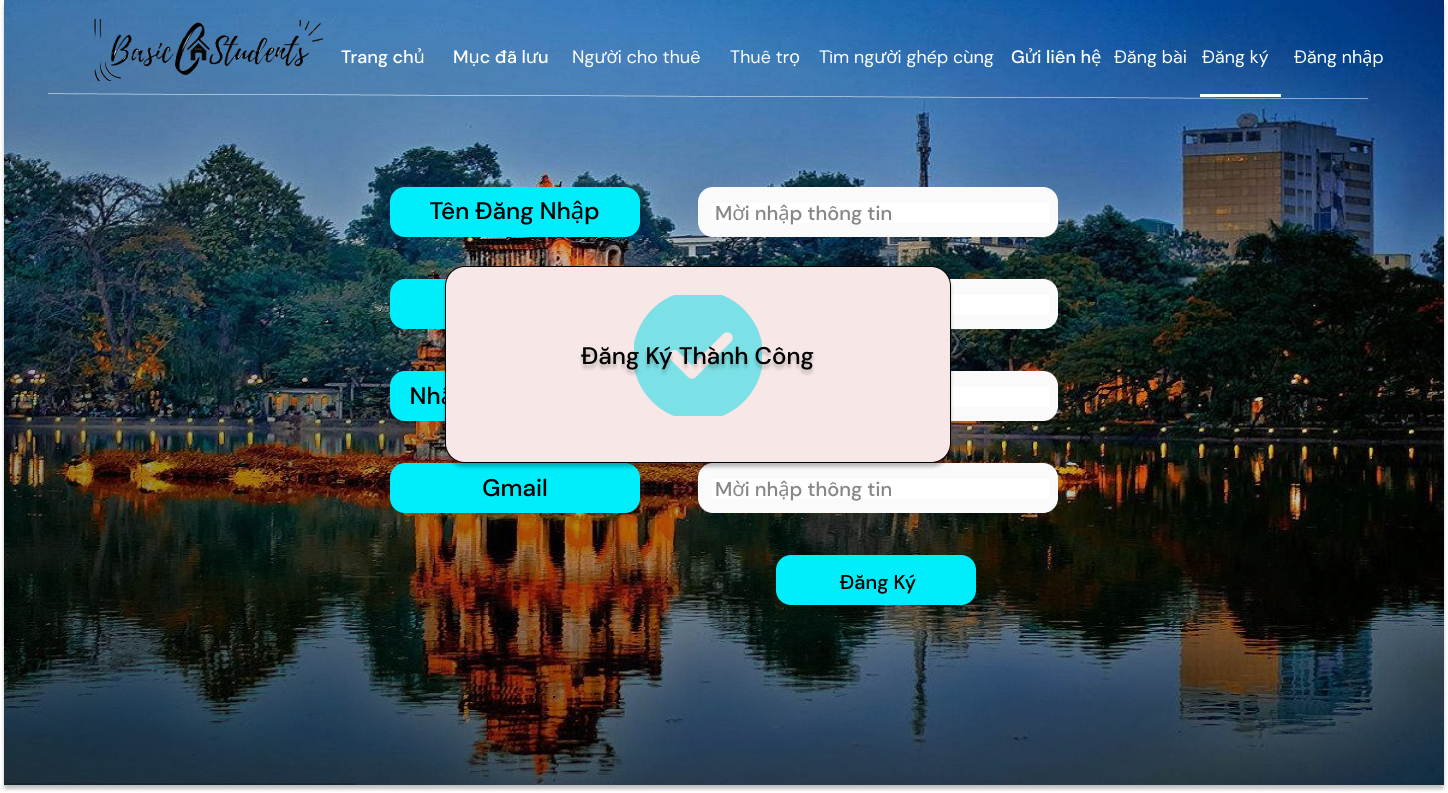 Basic Students
Trang chủ
Mục đã lưu
Người cho thuê
Thuê trọ
Tìm người ghép cùng
Gửi liên hệ
Đăng bài
Đăng ký
Đăng nhập
Tên Đăng Nhập
Mời nhập thông tin
Đăng Ký Thành Công
Gmail
Mời nhập thông tin
Đăng Ký